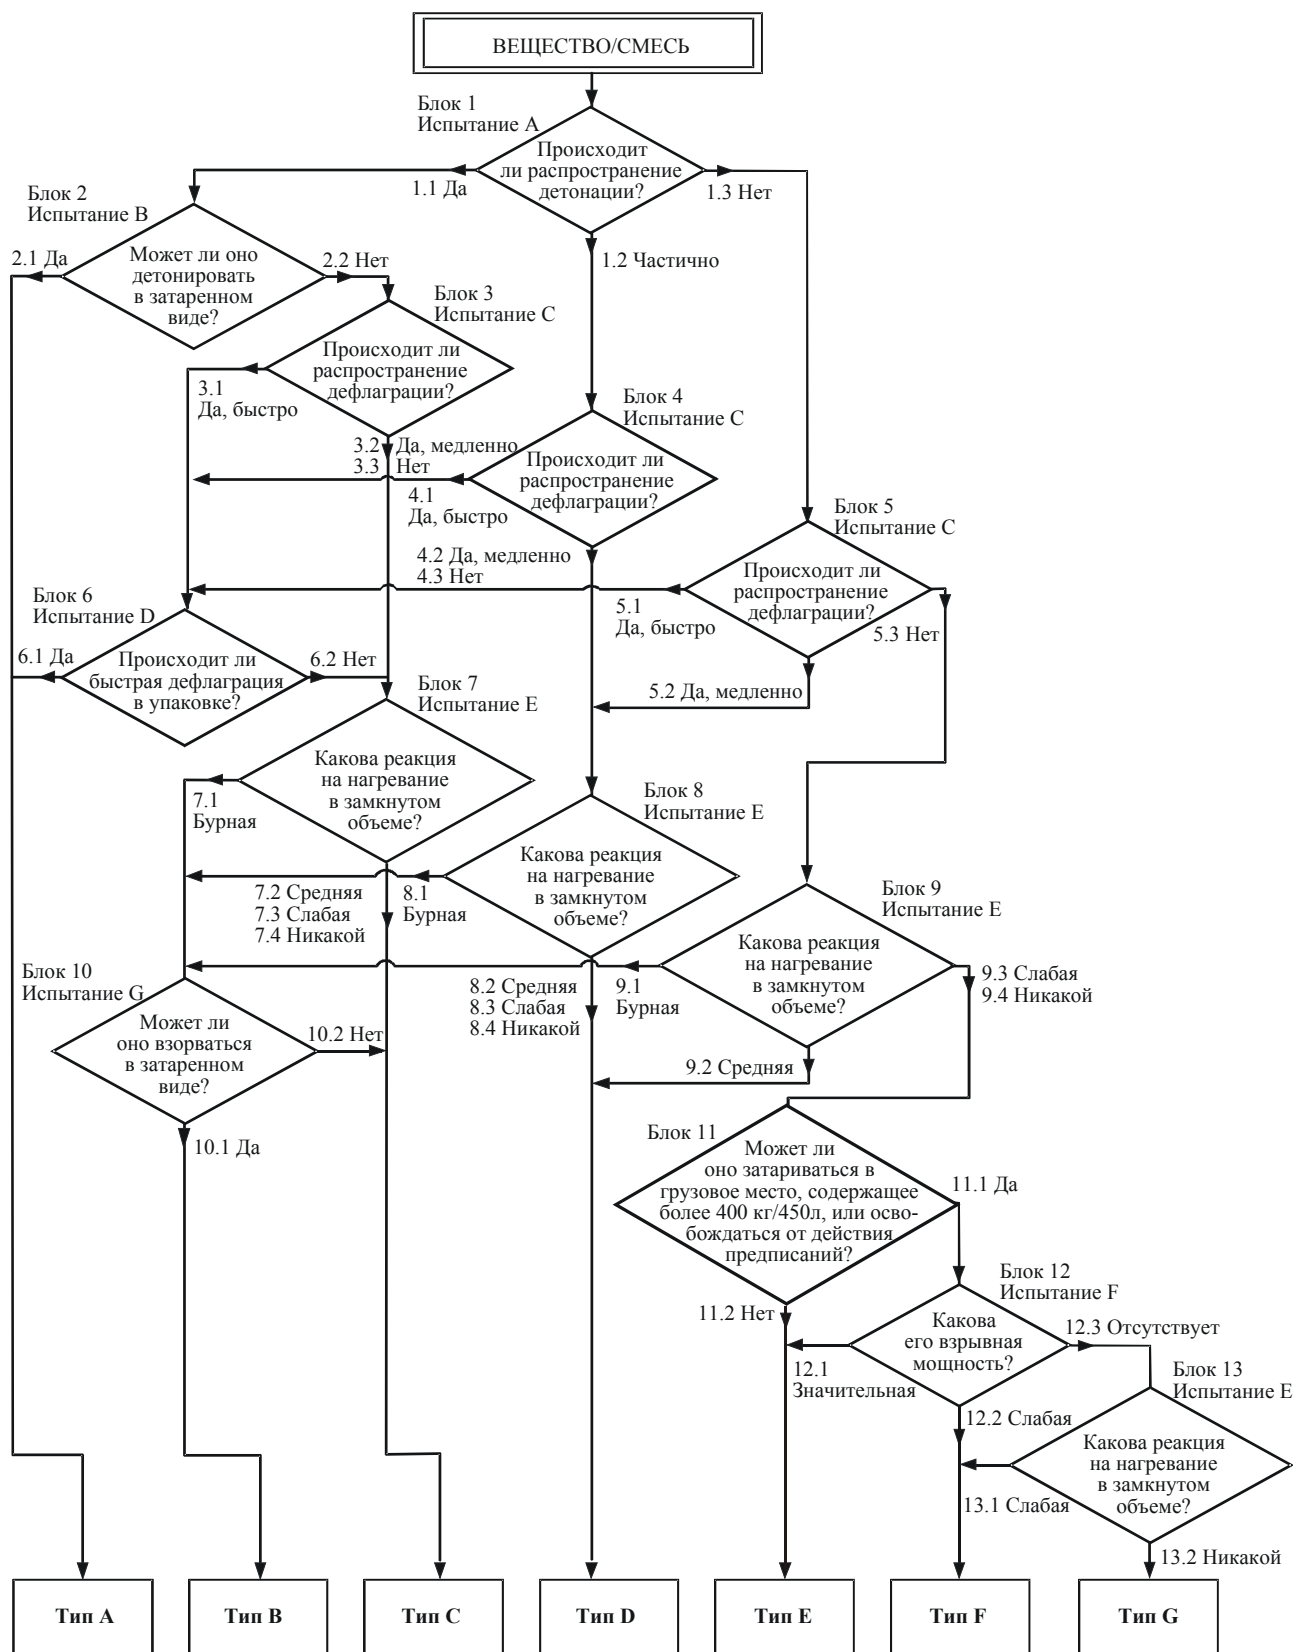 ВЕЩЕСТВО/СМЕСЬ
Блок 1
Испытание A
Происходит
ли распространение
детонации?
1.1 Да
1.3 Нет
1.2 Частично
Блок 2
Испытание B
Может ли оно
детонировать
в затаренном
виде?
2.1 Да
2.2 Нет
Блок 3
Испытание C
Происходит ли
распространение
дефлаграции?
3.1
Да, быстро
3.2 Да, медленно
3.3 Нет
Блок 4
Испытание C
Происходит ли
распространение
дефлаграции?
4.1
Да, быстро
4.2 Да, медленно
4.3 Нет
Блок 5
Испытание C
Происходит ли
распространение
дефлаграции?
5.1
Да, быстро
5.3 Нет
5.2 Да, медленно
Блок 6
Испытание D
Происходит ли
быстрая дефлаграция
в упаковке?
6.1 Да
6.2 Нет
Блок 7
Испытание E
Какова реакция
на нагревание
в замкнутом
объеме?
7.1
Бурная
7.2 Средняя
7.3 Слабая
7.4 Никакой
Блок 8
Испытание E
Какова реакция
на нагревание
в замкнутом
объеме?
8.1
Бурная
8.2 Средняя
8.3 Слабая
8.4 Никакой
Блок 9
Испытание E
Какова реакция
на нагревание
в замкнутом
объеме?
9.1
Бурная
9.3 Слабая
9.4 Никакой
9.2 Средняя
Блок 10
Испытание G
Может ли
оно взорваться
в затаренном
виде?
10.2 Нет
10.1 Да
Блок 11
Может ли
оно затариваться в
грузовое место, содержащее
более 400 кг/450л, или осво-
бождаться от действия
предписаний?
11.1 Да
11.2 Нет
Блок 12
Испытание F
Какова
его взрывная
мощность?
12.3 Отсутствует
12.1
Значительная
12.2 Слабая
Блок 13
Испытание E
Какова реакция
на нагревание
в замкнутом
объеме?
13.1 Слабая
13.2 Никакой
Тип A
Тип B
Тип C
Тип D
Тип E
Тип F
Тип G